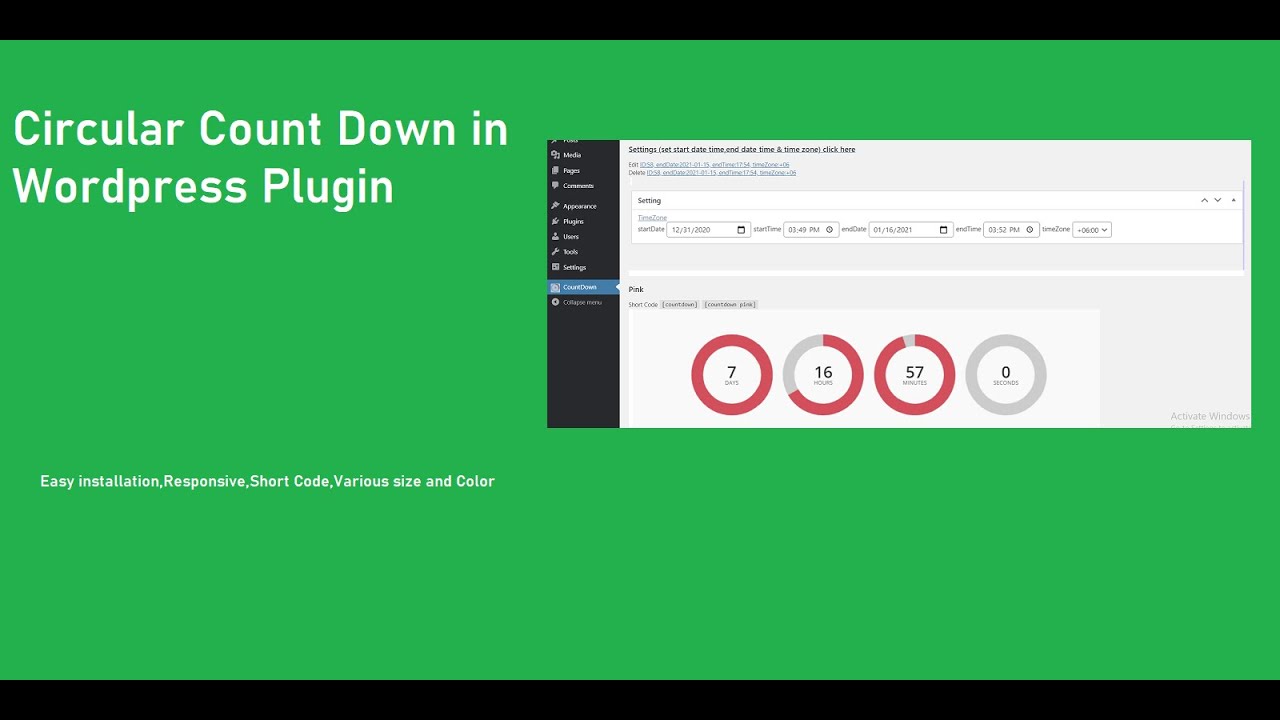 Circular Count Down in
Wordpress Plugin
Easy installation,Responsive,Short Code,Various size and Color
Posts
Media
Pages
Comments
Appearance
Plugins
Users
Tools
Settings
CountDown
Collapse menu
Settings (set start date time,end date time & time zone) click here
Edit ID:58, endDate:2021-01-15, endTime:17:54, timeZone:+06
Delete ID:58, endDate:2021-01-15, endTime:17:54, timeZone:+06
Setting
TimeZone
startDate 12/31/2020 startTime 03:49 PM endDate 01/16/2021 endTime 03:52 PM timeZone +06:00
Pink
Short Code [countdown] [countdown pink]
7 16 57 0
DAYS HOURS MINUTES SECONDS
Activate Windows